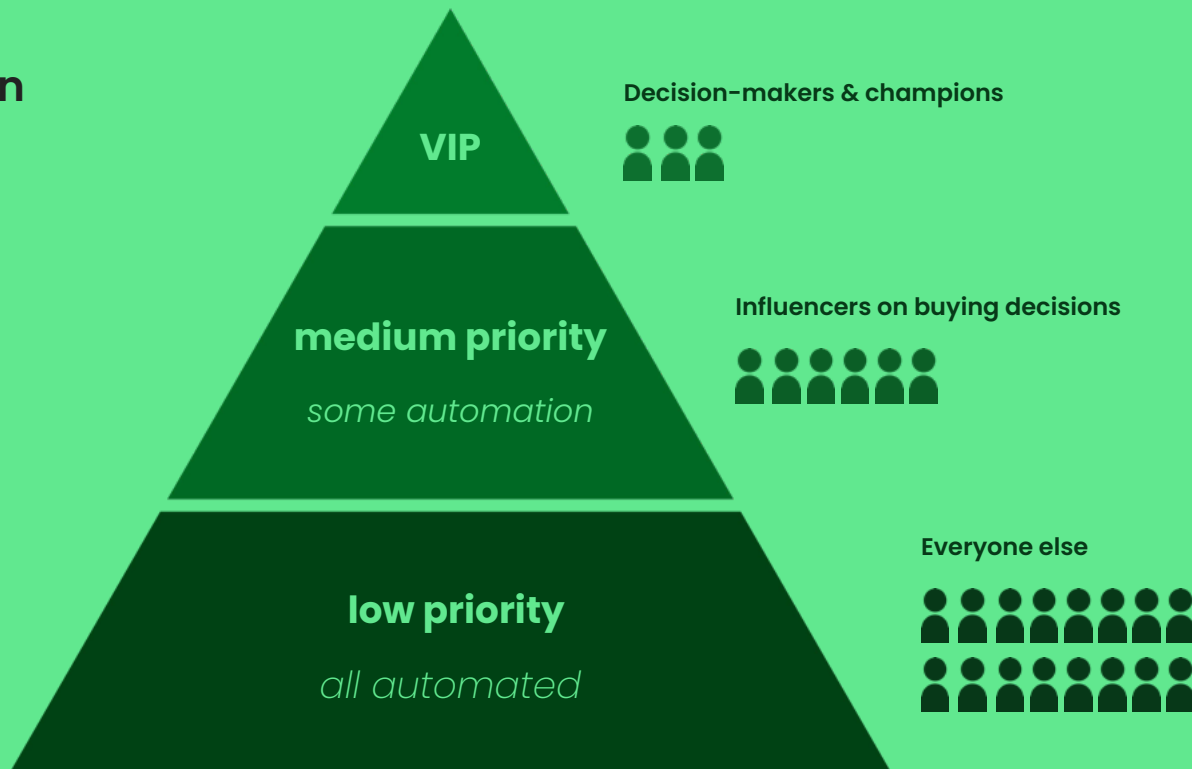 n
Decision-makers & champions
VIP
Influencers on buying decisions
medium priority
some automation
Everyone else
low priority
all automated